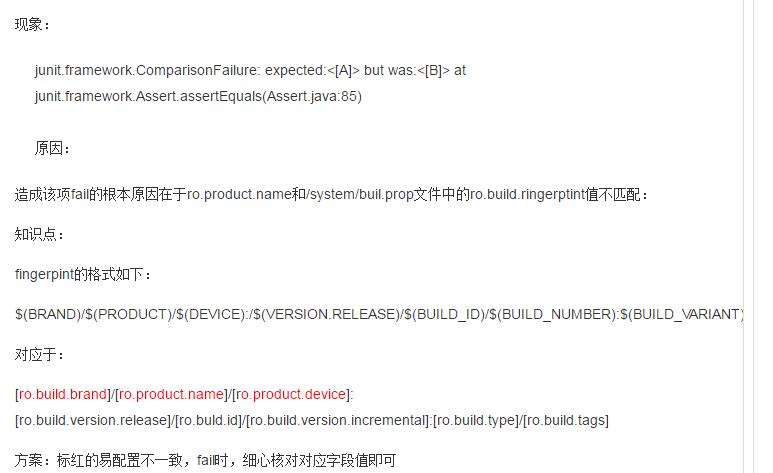 现象：
junit.framework.ComparisonFailure: expected:<[A]> but was:<[B]> at
junit.framework.Assert.assertEquals(Assert.java:85)
原因：
造成该项fail的根本原因在于ro.product.name和/system/buil.prop文件中的ro.build.ringerptint值不匹配：
知识点：
fingerpint的格式如下：
$(BRAND)/$(PRODUCT)/$(DEVICE):/$(VERSION.RELEASE)/$(BUILD_ID)/$(BUILD_NUMBER):$(BUILD_VARIANT)
对应于：
[ro.build.brand]/[ro.product.name]/[ro.product.device]:
[ro.build.version.release]/[ro.buld.id]/[ro.build.version.incremental]:[ro.build.type]/[ro.build.tags]
方案：标红的易配置不一致，fail时，细心核对对应字段值即可